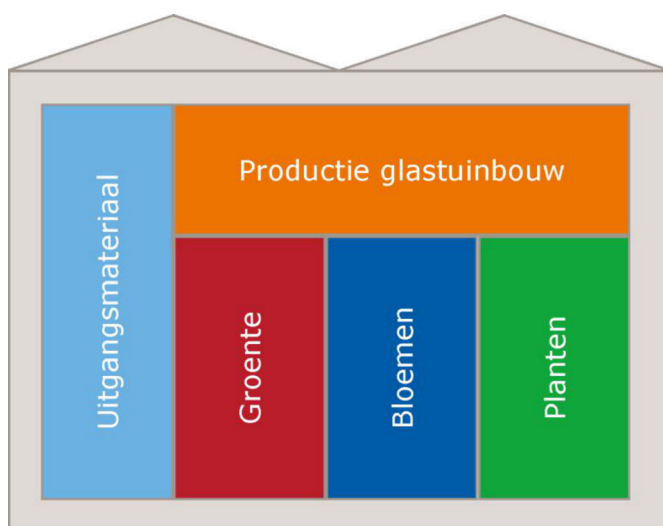 Uitgangsmateriaal
Productie glastuinbouw
Groente
Bloemen
Planten